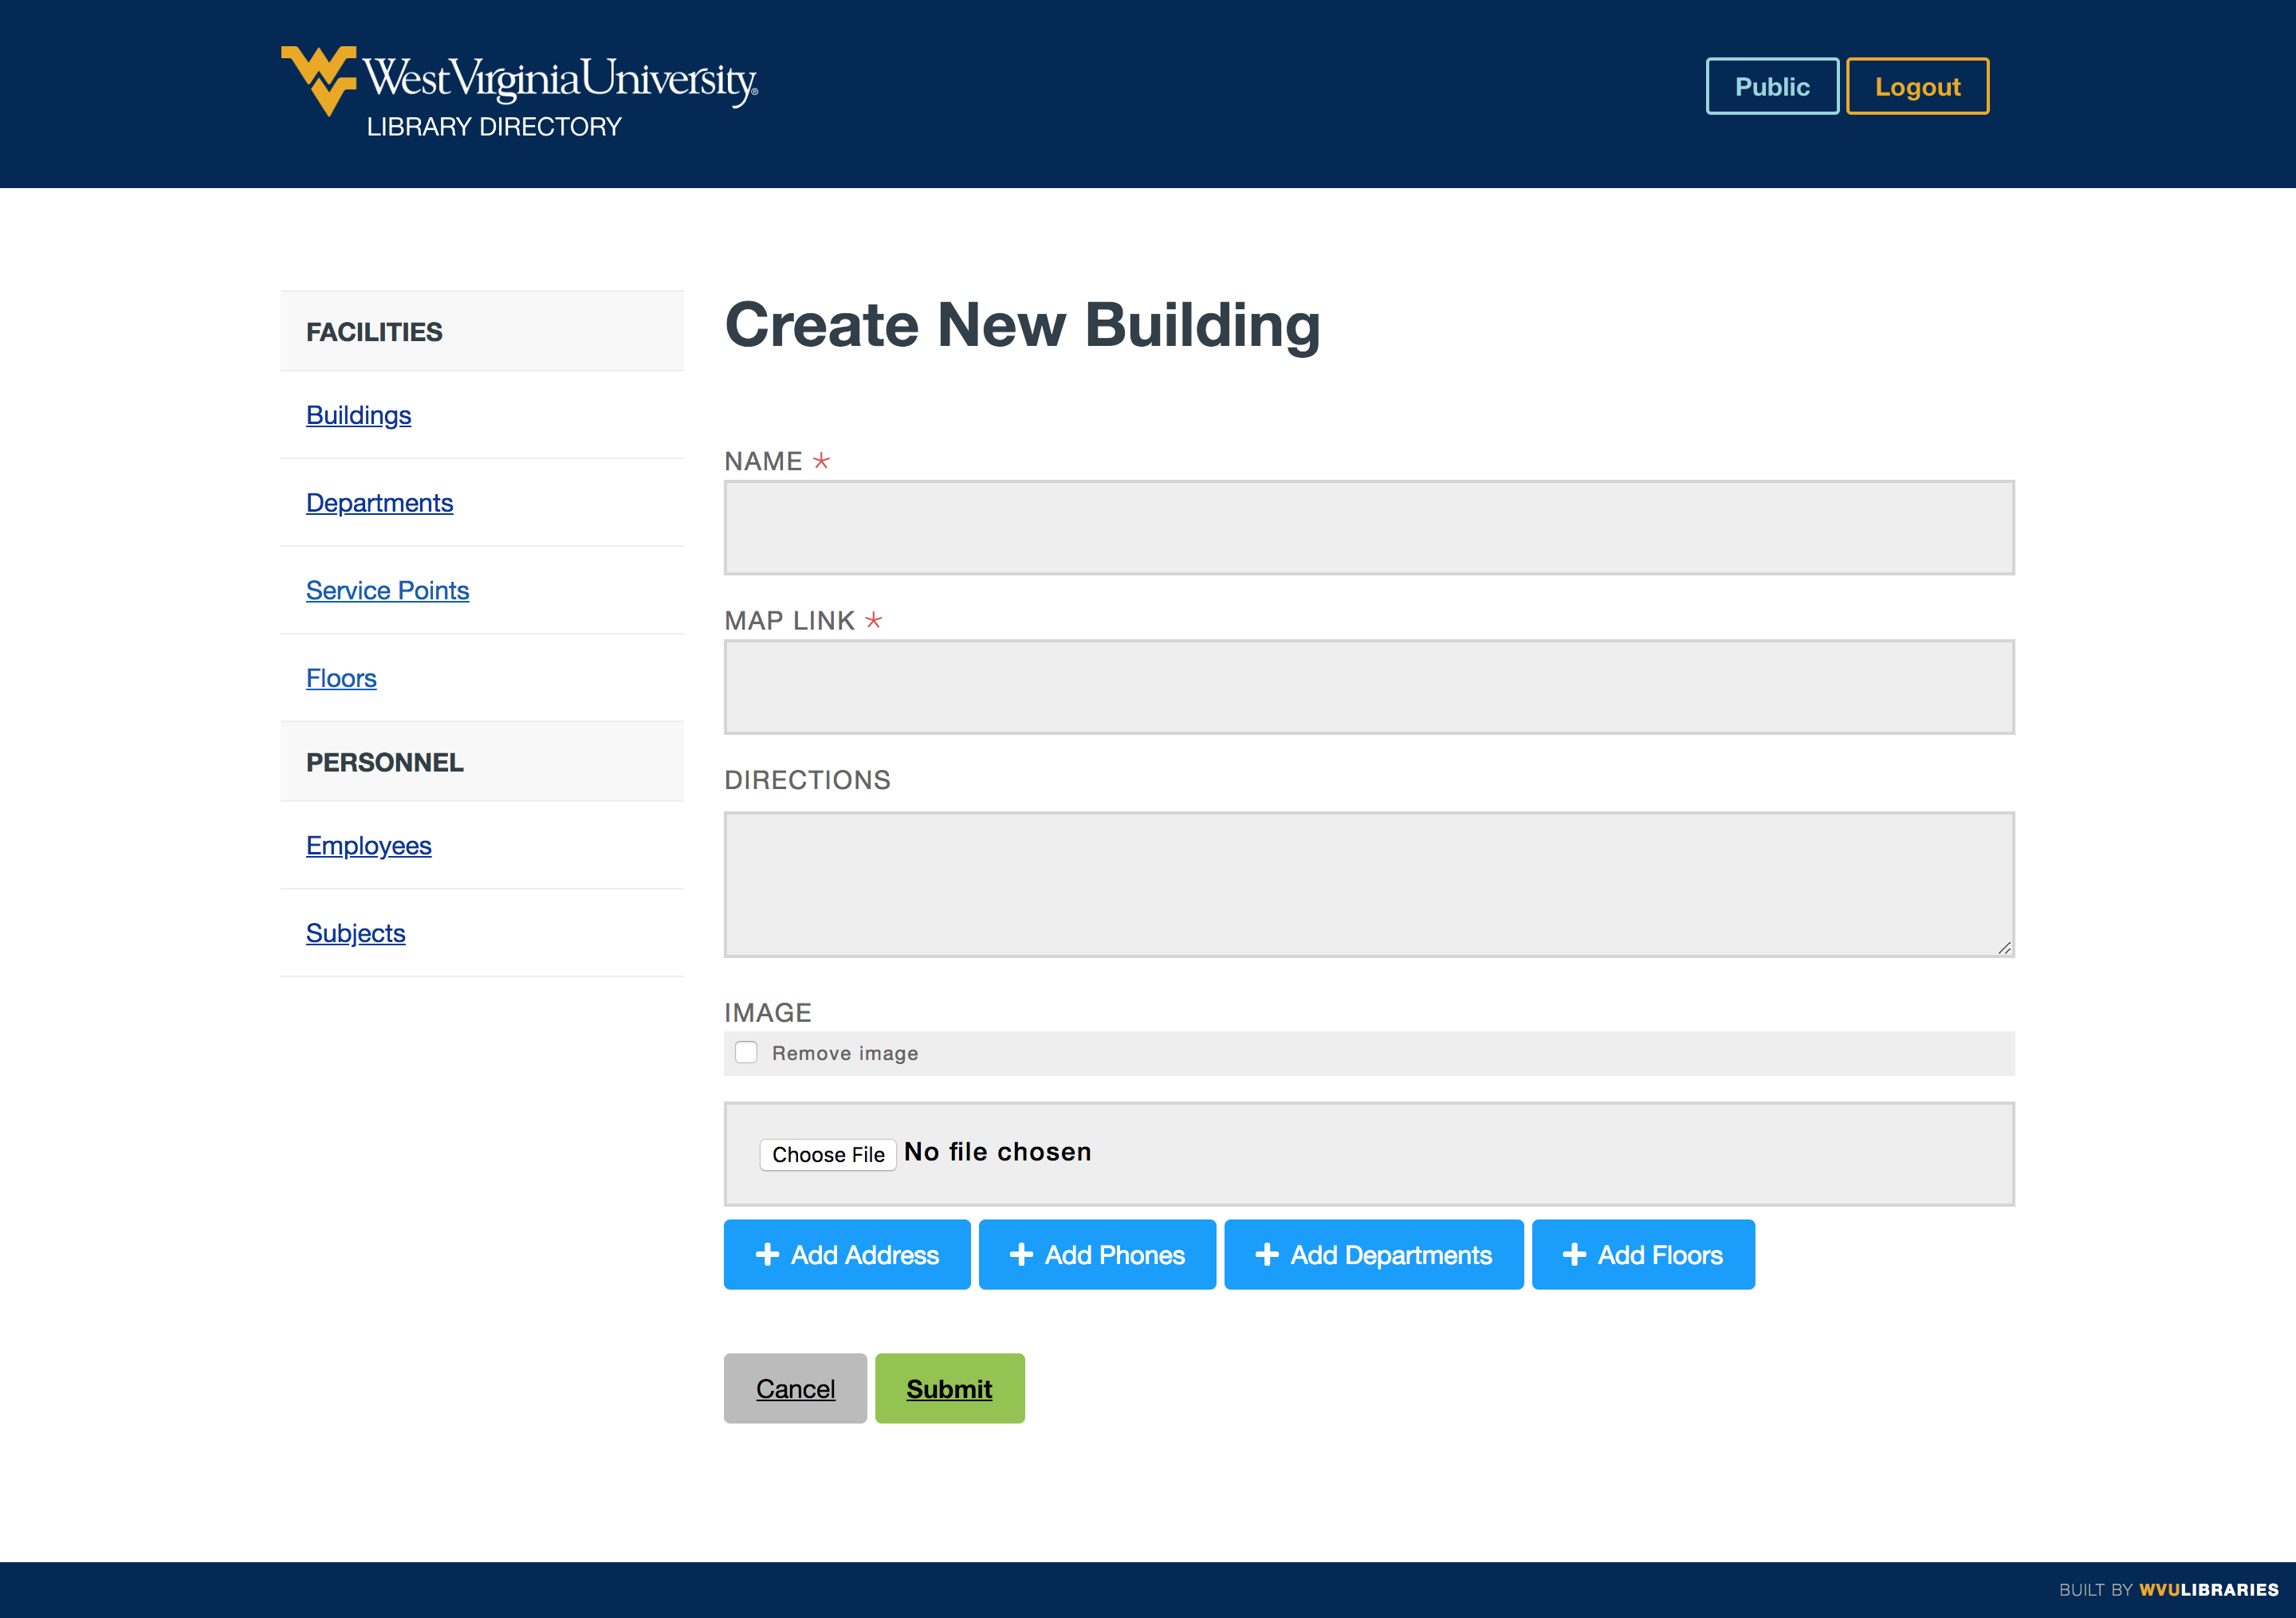 WestVirginiaUniversity®
LIBRARY DIRECTORY
Public
Logout
FACILITIES
Buildings
Departments
Service Points
Floors
PERSONNEL
Employees
Subjects
Create New Building
NAME *
MAP LINK *
DIRECTIONS
IMAGE
Remove image
Choose File No file chosen
+ Add Address
+ Add Phones
+ Add Departments
+ Add Floors
Cancel
Submit
BUILT BY WVULIBRARIES